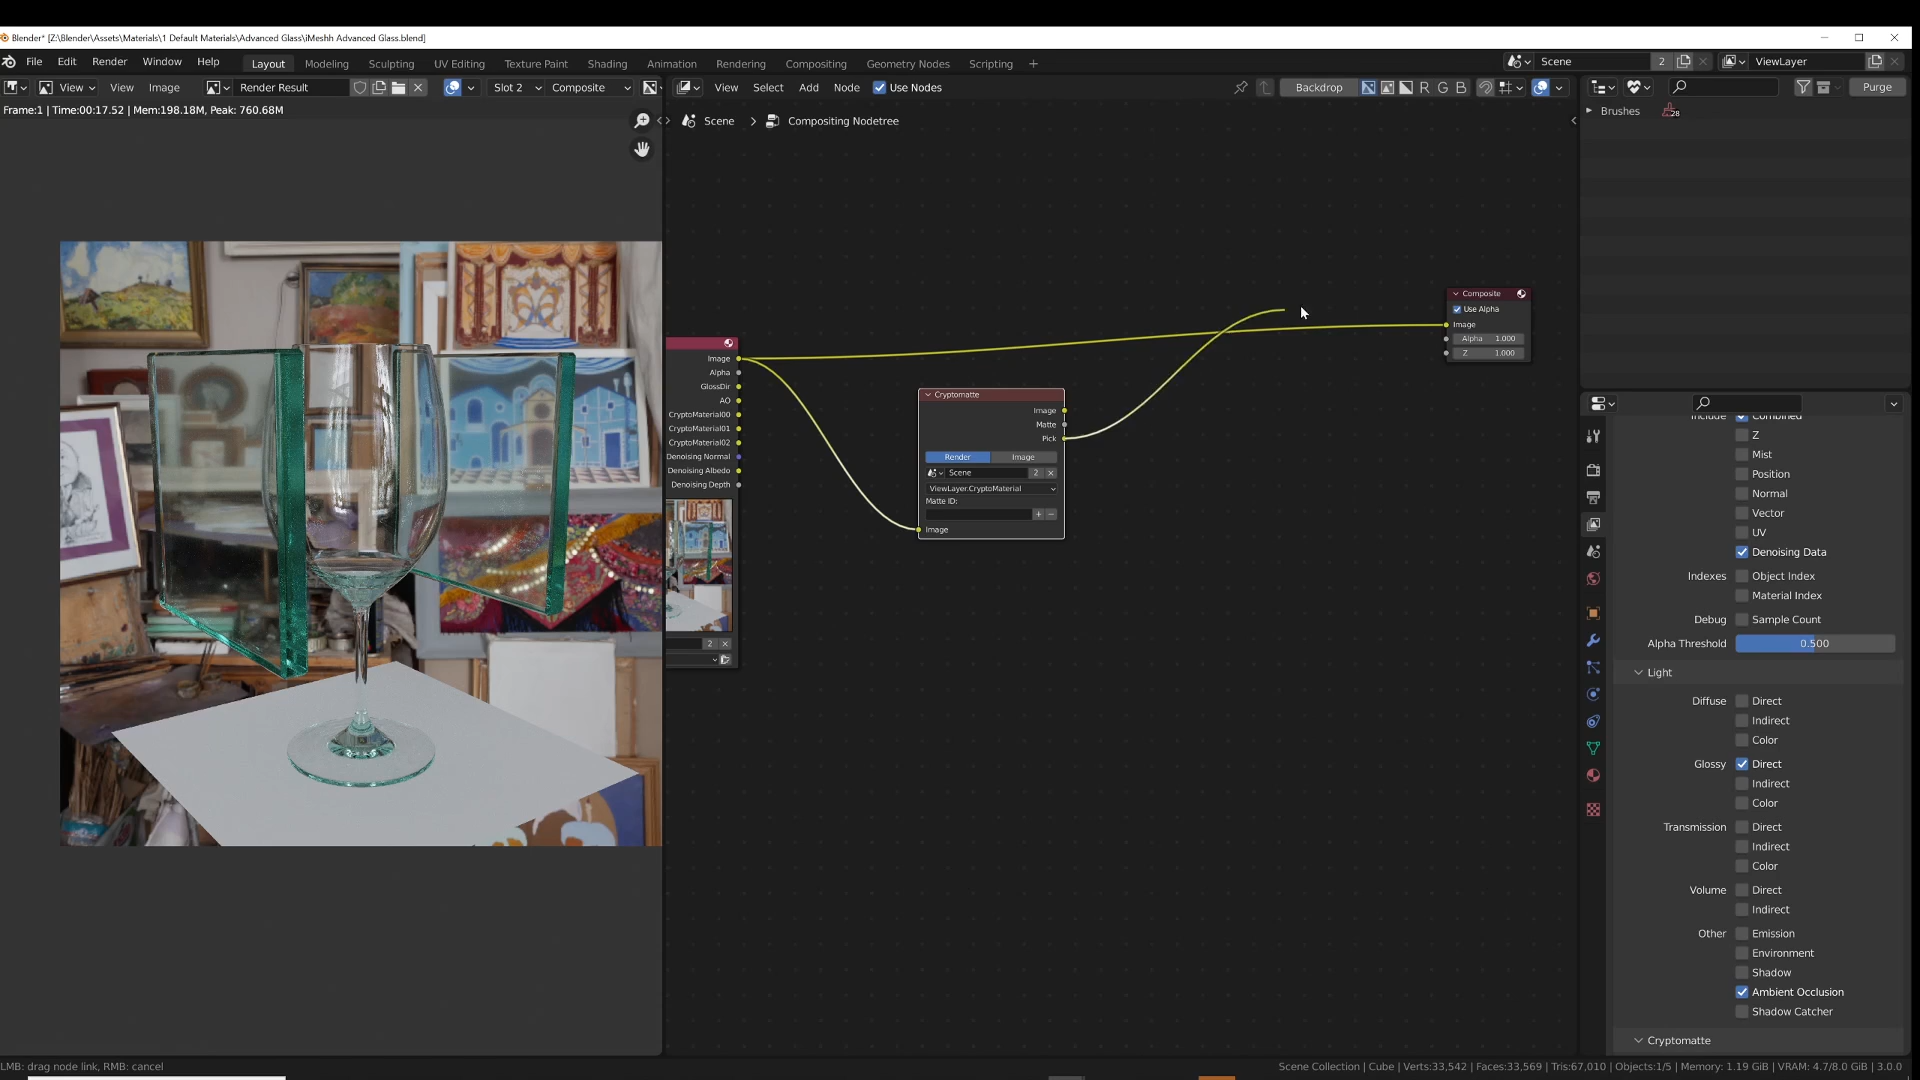 Blender* [Z:\Blender\Assets\Materials\1 Default Materials\Advanced Glass\iMeshh Advanced Glass.blend]
File Edit Render Window Help Layout Modeling Sculpting UV Editing Texture Paint Shading Animation Rendering Compositing Geometry Nodes Scripting + Scene 2 ViewLayer
View View Image Render Result Slot 2 Composite View Select Add Node Use Nodes Backdrop R G B Purge
Frame:1 | Time:00:17.52 | Mem:198.18M, Peak: 760.68M
Scene > Compositing Nodetree
Brushes 28
Composite
Use Alpha
Image
Alpha 1.000
Z 1.000
Image
Alpha
GlossDir
AO
CryptoMaterial00
CryptoMaterial01
CryptoMaterial02
Denoising Normal
Denoising Albedo
Denoising Depth
2
Cryptomatte
Image
Matte
Pick
Render Image
Scene 2
ViewLayer.CryptoMaterial
Matte ID:
Image
Include Combined
Z
Mist
Position
Normal
Vector
UV
Denoising Data
Indexes Object Index
Material Index
Debug Sample Count
Alpha Threshold 0.500
Light
Diffuse Direct
Indirect
Color
Glossy Direct
Indirect
Color
Transmission Direct
Indirect
Color
Volume Direct
Indirect
Other Emission
Environment
Shadow
Ambient Occlusion
Shadow Catcher
Cryptomatte
LMB: drag node link, RMB: cancel
Scene Collection | Cube | Verts:33,542 | Faces:33,569 | Tris:67,010 | Objects:1/5 | Memory: 1.19 GiB | VRAM: 4.7/8.0 GiB | 3.0.0